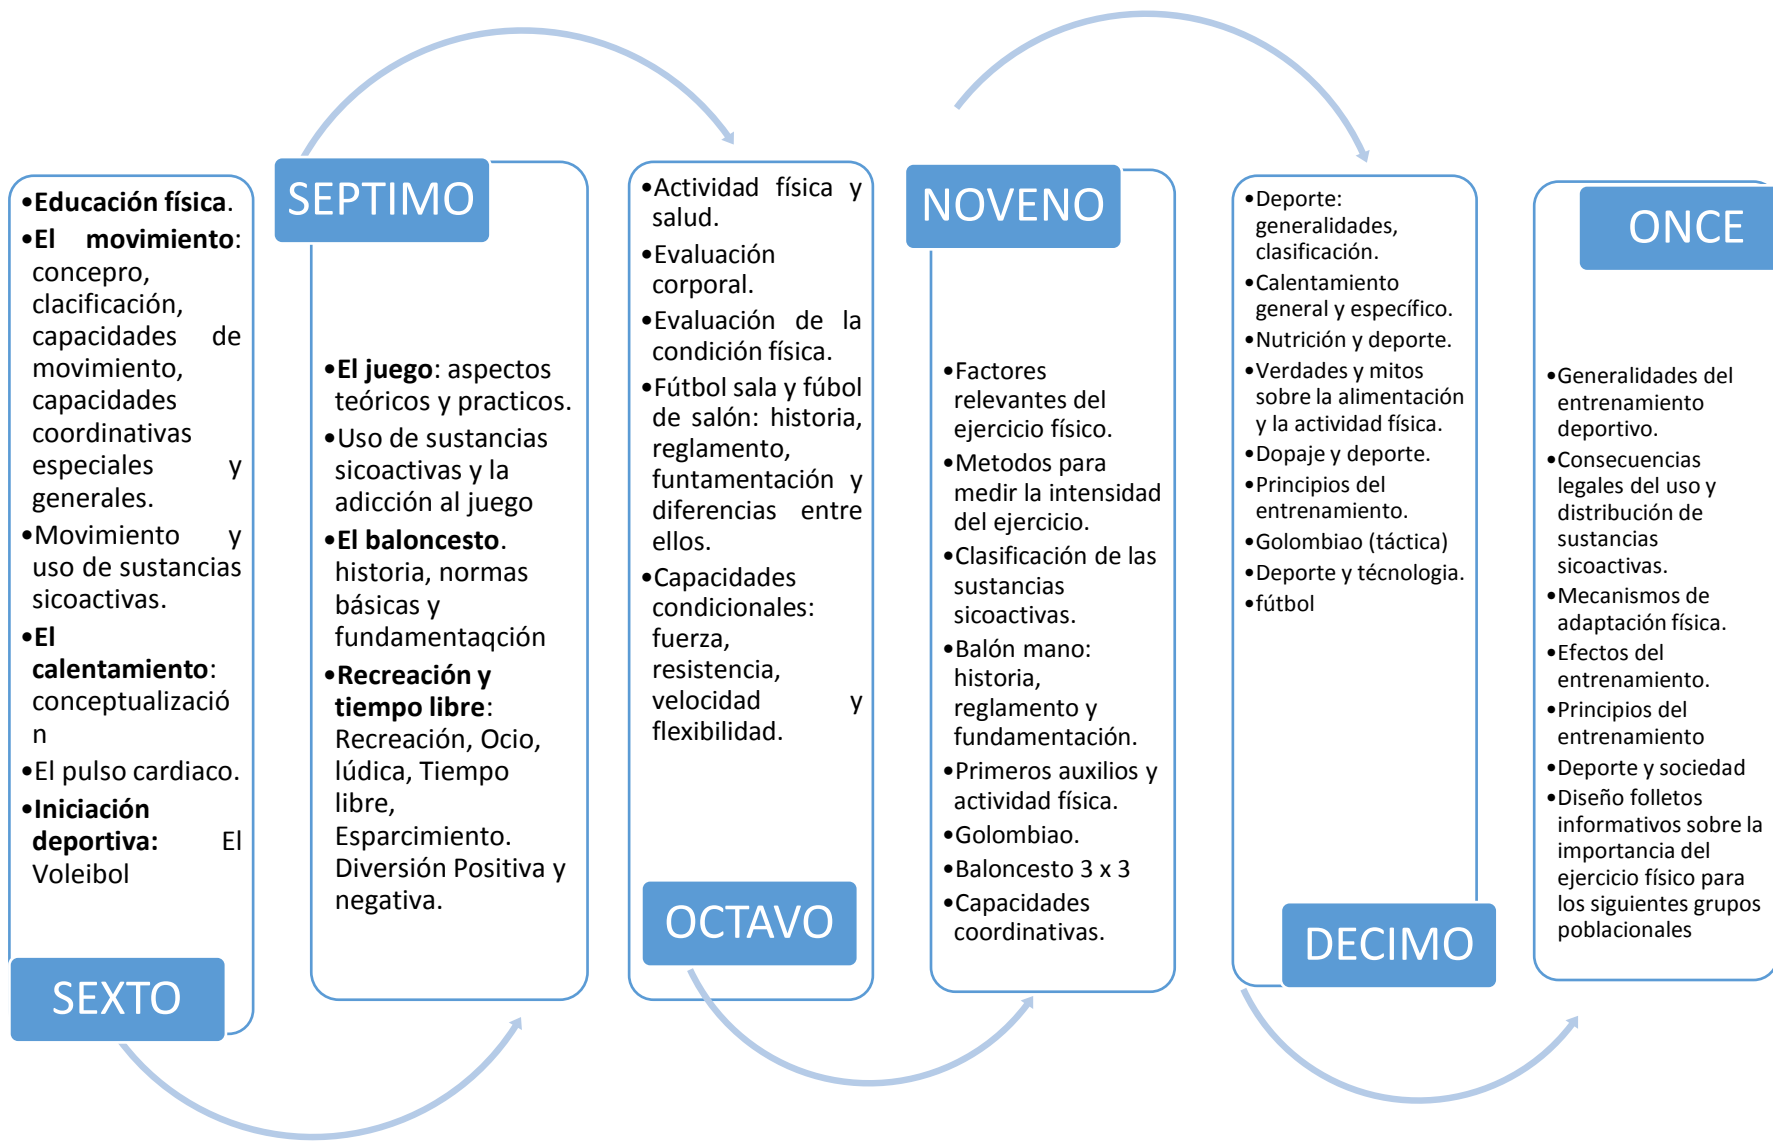 •Educación física.
•El movimiento:
concepro,
clacificación,
capacidades de
movimiento,
capacidades
coordinativas
especiales y
generales.
•Movimiento y
uso de sustancias
sicoactivas.
•El
calentamiento:
conceptualizació
n
•El pulso cardiaco.
•Iniciación
deportiva: El
Voleibol
SEXTO
SEPTIMO
•El juego: aspectos
teóricos y practicos.
•Uso de sustancias
sicoactivas y la
adicción al juego
•El baloncesto.
historia, normas
básicas y
fundamentaqción
•Recreación y
tiempo libre:
Recreación, Ocio,
lúdica, Tiempo
libre,
Esparcimiento.
Diversión Positiva y
negativa.
•Actividad física y
salud.
•Evaluación
corporal.
•Evaluación de la
condición física.
•Fútbol sala y fúbol
de salón: historia,
reglamento,
funtamentación y
diferencias entre
ellos.
•Capacidades
condicionales:
fuerza,
resistencia,
velocidad y
flexibilidad.
OCTAVO
NOVENO
•Factores
relevantes del
ejercicio físico.
•Metodos para
medir la intensidad
del ejercicio.
•Clasificación de las
sustancias
sicoactivas.
•Balón mano:
historia,
reglamento y
fundamentación.
•Primeros auxilios y
actividad física.
•Golombiao.
•Baloncesto 3 x 3
•Capacidades
coordinativas.
•Deporte:
generalidades,
clasificación.
•Calentamiento
general y específico.
•Nutrición y deporte.
•Verdades y mitos
sobre la alimentación
y la actividad física.
•Dopaje y deporte.
•Principios del
entrenamiento.
•Golombiao (táctica)
•Deporte y técnologia.
•fútbol
DECIMO
ONCE
•Generalidades del
entrenamiento
deportivo.
•Consecuencias
legales del uso y
distribución de
sustancias
sicoactivas.
•Mecanismos de
adaptación física.
•Efectos del
entrenamiento.
•Principios del
entrenamiento
•Deporte y sociedad
•Diseño folletos
informativos sobre la
importancia del
ejercicio físico para
los siguientes grupos
poblacionales